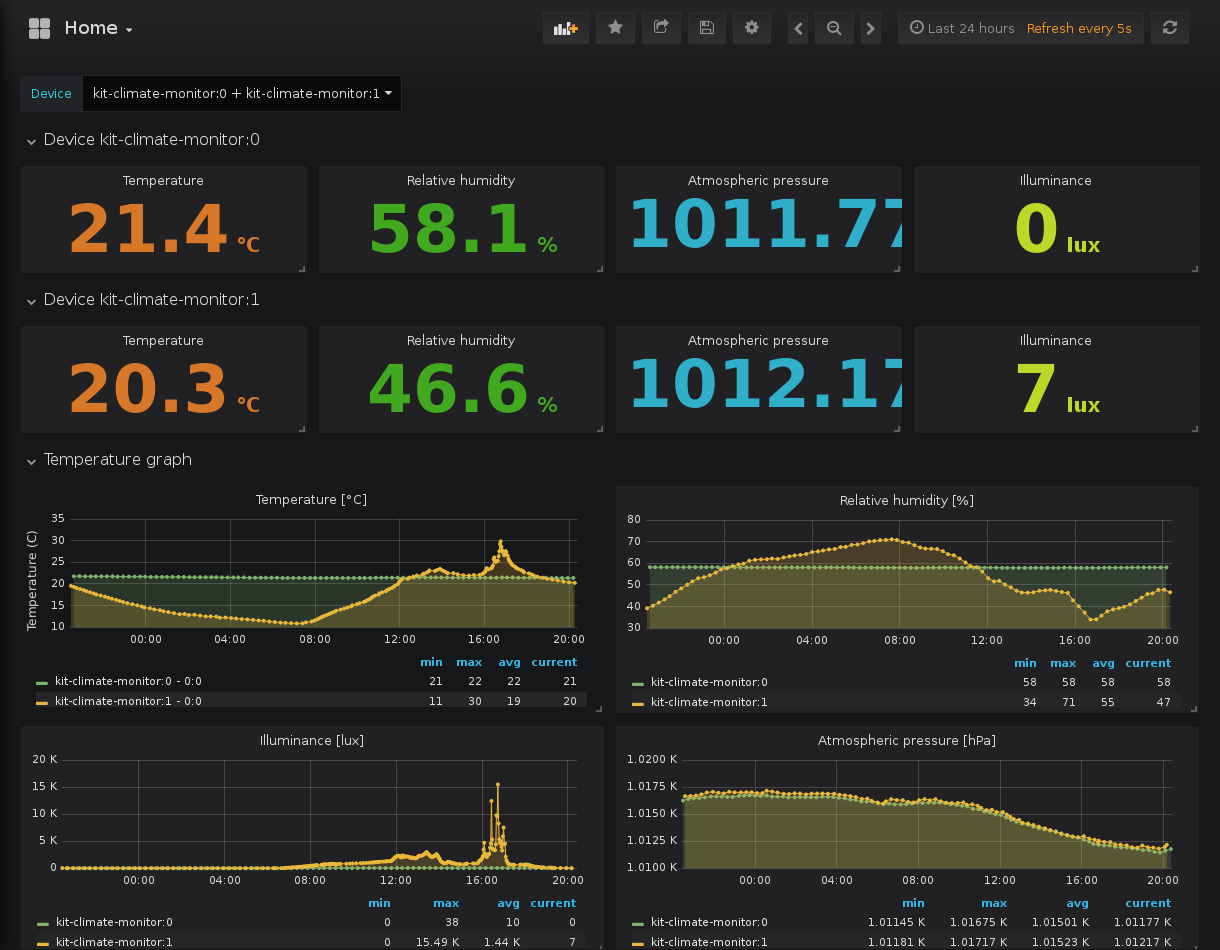 Home
Last 24 hours Refresh every 5s
Device kit-climate-monitor:0 + kit-climate-monitor:1
Device kit-climate-monitor:0
Temperature Relative humidity Atmospheric pressure Illuminance
21.4 °C 58.1 % 1011.77 0 lux
Device kit-climate-monitor:1
Temperature Relative humidity Atmospheric pressure Illuminance
20.3 °C 46.6 % 1012.17 7 lux
Temperature graph
Temperature [°C]
Temperature (C)
35
30
25
20
15
10
00:00 04:00 08:00 12:00 16:00 20:00
min max avg current
kit-climate-monitor:0 - 0:0 21 22 22 21
kit-climate-monitor:1 - 0:0 11 30 19 20
Relative humidity [%]
80
70
60
50
40
30
00:00 04:00 08:00 12:00 16:00 20:00
min max avg current
kit-climate-monitor:0 58 58 58 58
kit-climate-monitor:1 34 71 55 47
Illuminance [lux]
20 K
15 K
10 K
5 K
0
00:00 04:00 08:00 12:00 16:00 20:00
min max avg current
kit-climate-monitor:0 0 38 10 0
kit-climate-monitor:1 0 15.49 K 1.44 K 7
Atmospheric pressure [hPa]
1.0200 K
1.0175 K
1.0150 K
1.0125 K
1.0100 K
00:00 04:00 08:00 12:00 16:00 20:00
min max avg current
kit-climate-monitor:0 1.01145 K 1.01675 K 1.01501 K 1.01177 K
kit-climate-monitor:1 1.01181 K 1.01717 K 1.01523 K 1.01217 K